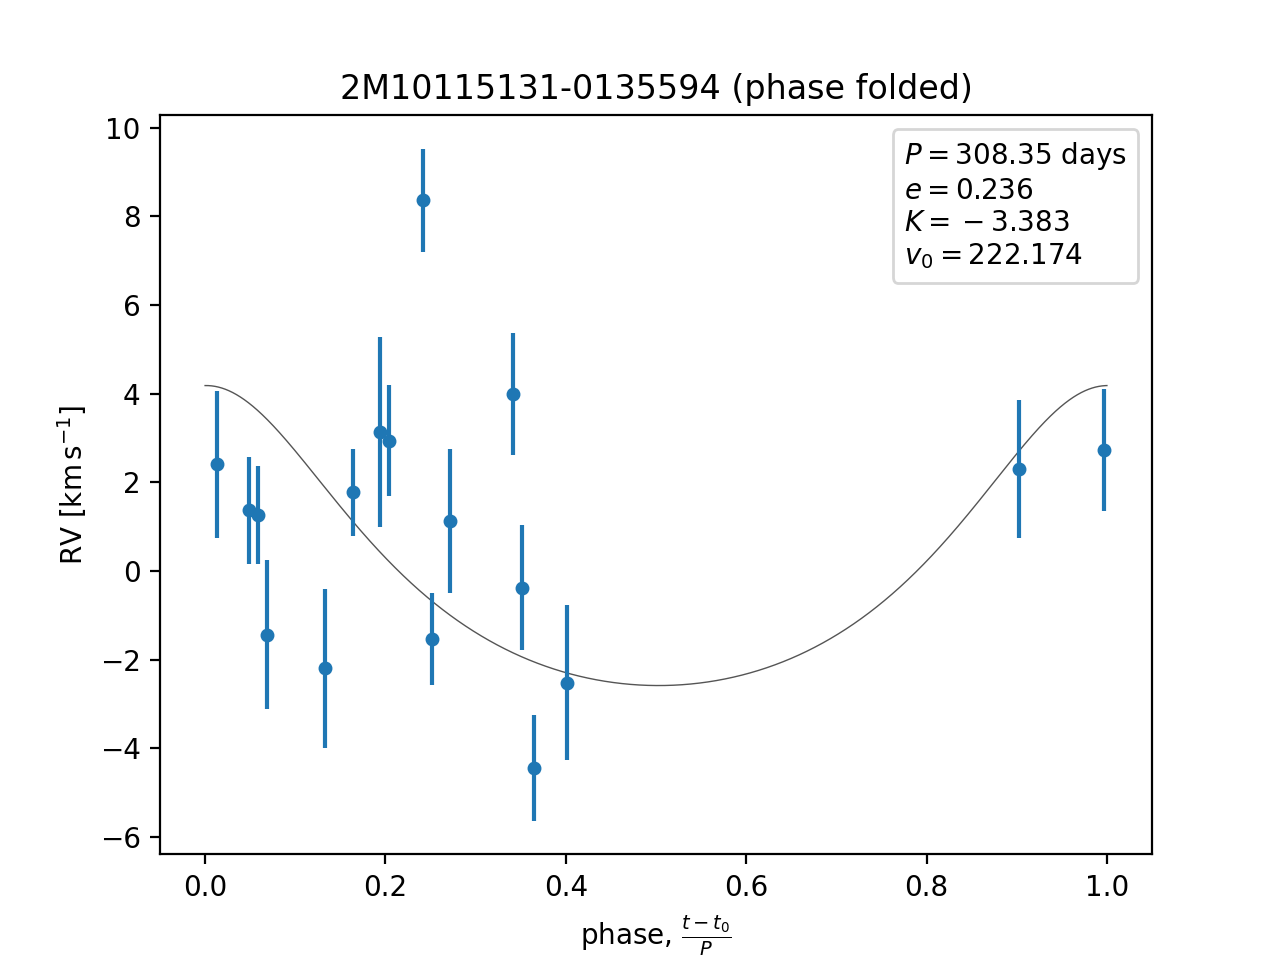 2M10115131-0135594 (phase folded)
P = 308.35 days
e = 0.236
K = −3.383
v₀ = 222.174
10
8
6
4
2
0
−2
−4
−6
RV [km s⁻¹]
0.0 0.2 0.4 0.6 0.8 1.0
phase, (t − t₀)/P